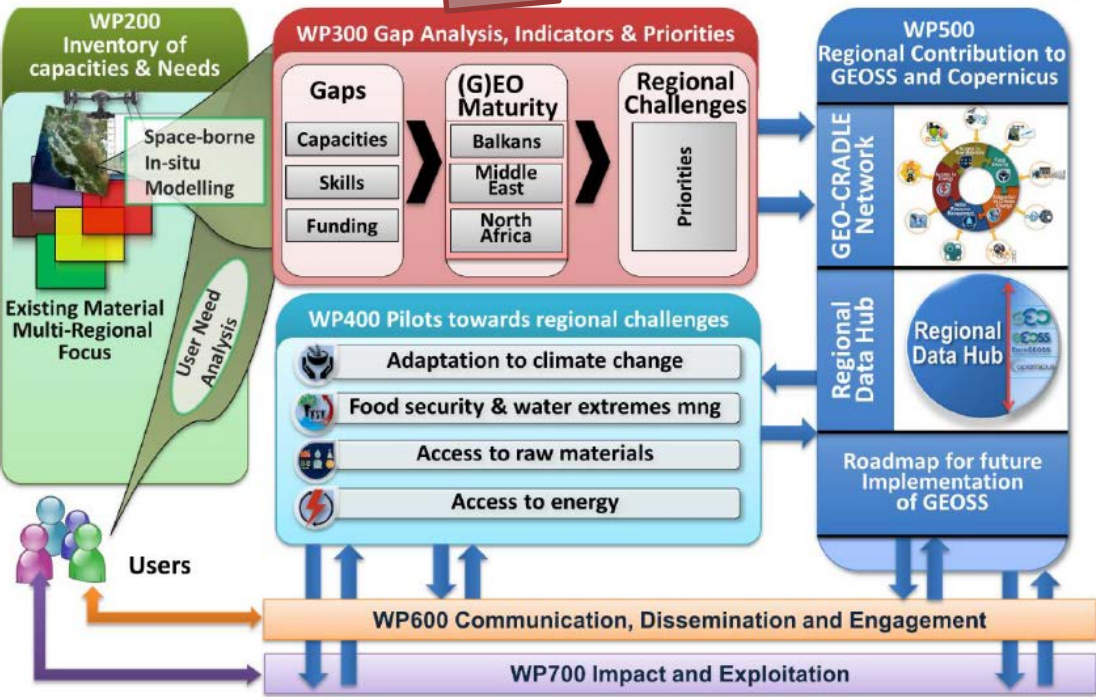 WP200
Inventory of
capacities & Needs
Space-borne
In-situ
Modelling
Existing Material
Multi-Regional
Focus
User Need
Analysis
Users
WP300 Gap Analysis, Indicators & Priorities
Gaps
Capacities
Skills
Funding
(G)EO
Maturity
Balkans
Middle
East
North
Africa
Regional
Challenges
Priorities
WP400 Pilots towards regional challenges
Adaptation to climate change
Food security & water extremes mng
Access to raw materials
Access to energy
WP500
Regional Contribution to
GEOSS and Copernicus
GEO-CRADLE
Network
Regional
Data Hub
Regional
Data Hub
GEOSS
Roadmap for future
Implementation
of GEOSS
WP600 Communication, Dissemination and Engagement
WP700 Impact and Exploitation